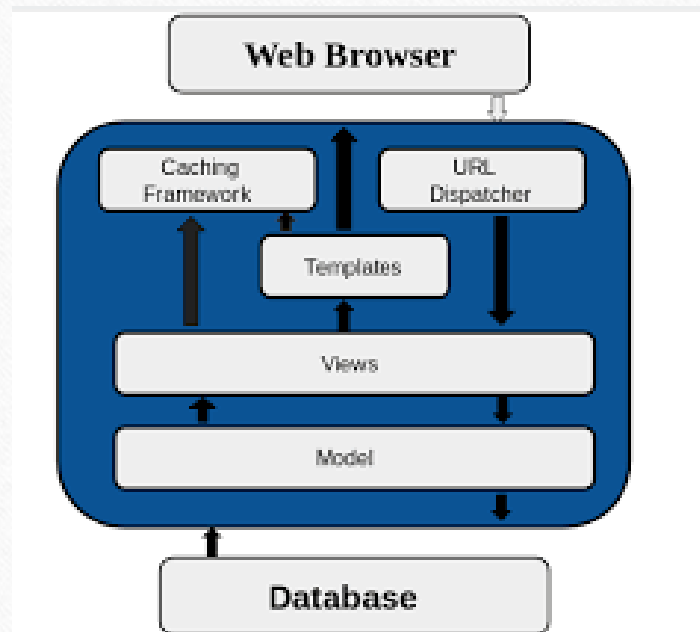 Web Browser
Caching
Framework
URL
Dispatcher
Templates
Views
Model
Database